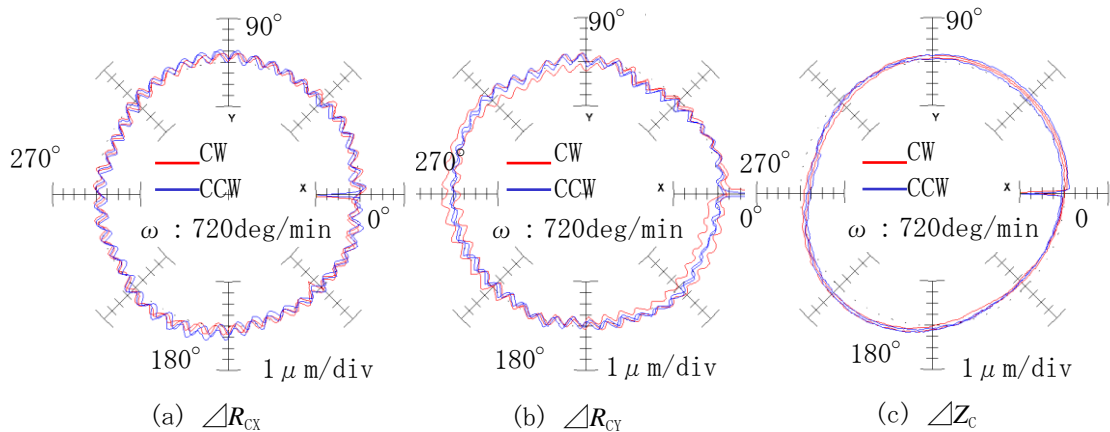 90°
Y
270°
CW
CCW
X
0°
ω : 720deg/min
180°
1μm/div
(a) ⊿RCX
90°
Y
270°
CW
CCW
X
0°
ω : 720deg/min
180°
1μm/div
(b) ⊿RCY
90°
Y
270°
CW
CCW
X
0
ω : 720deg/min
180°
1μm/div
(c) ⊿ZC